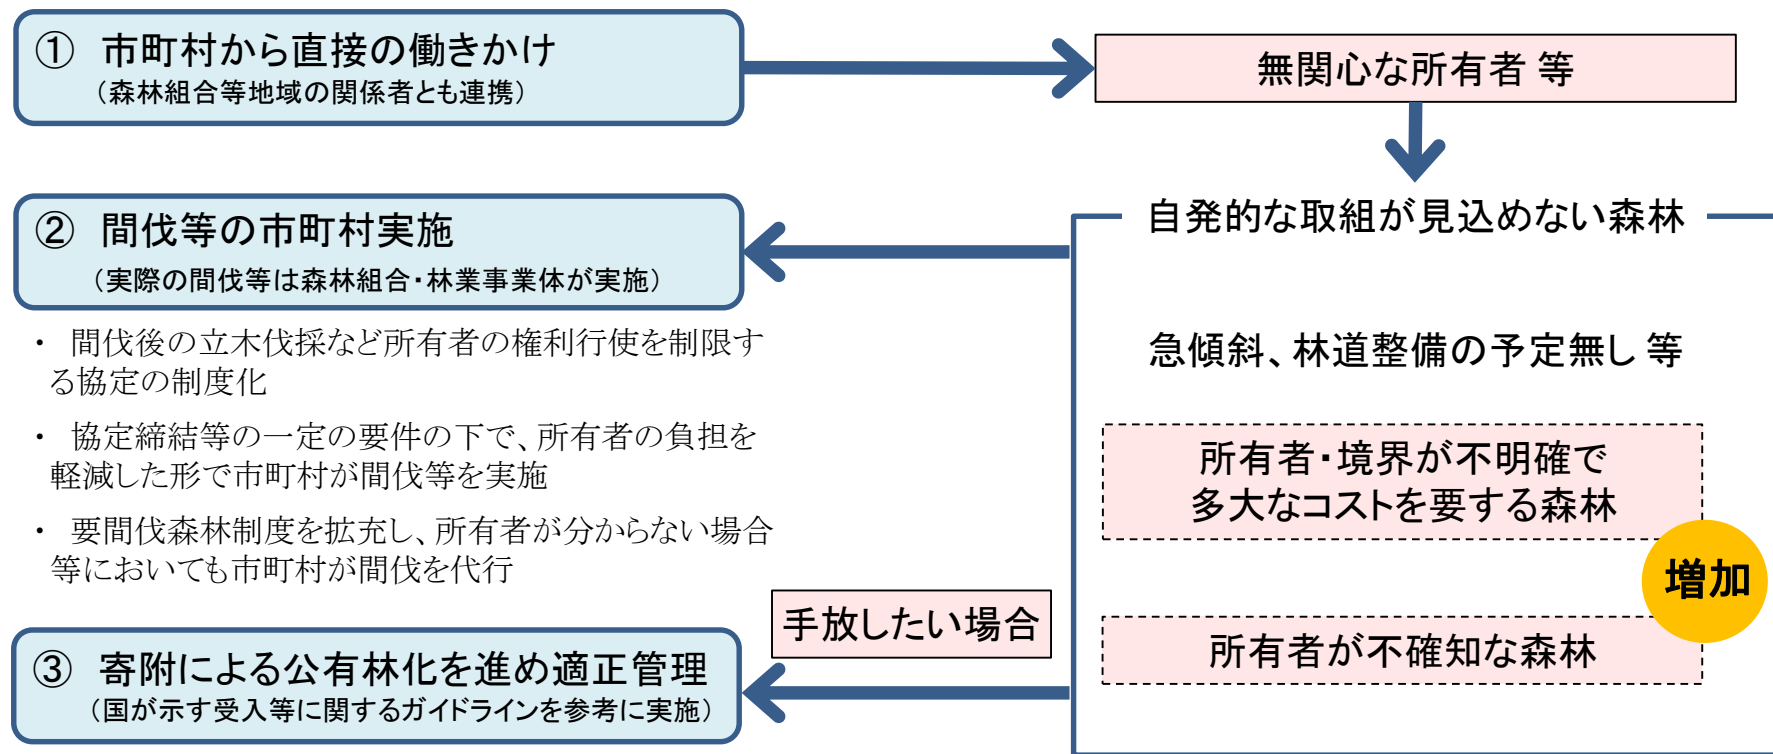 ① 市町村から直接の働きかけ
（森林組合等地域の関係者とも連携）
無関心な所有者 等
② 間伐等の市町村実施
（実際の間伐等は森林組合・林業事業体が実施）
・ 間伐後の立木伐採など所有者の権利行使を制限す
る協定の制度化
・ 協定締結等の一定の要件の下で、所有者の負担を
軽減した形で市町村が間伐等を実施
・ 要間伐森林制度を拡充し、所有者が分からない場合
等においても市町村が間伐を代行
自発的な取組が見込めない森林
急傾斜、林道整備の予定無し 等
所有者・境界が不明確で
多大なコストを要する森林
増加
所有者が不確知な森林
手放したい場合
③ 寄附による公有林化を進め適正管理
（国が示す受入等に関するガイドラインを参考に実施）